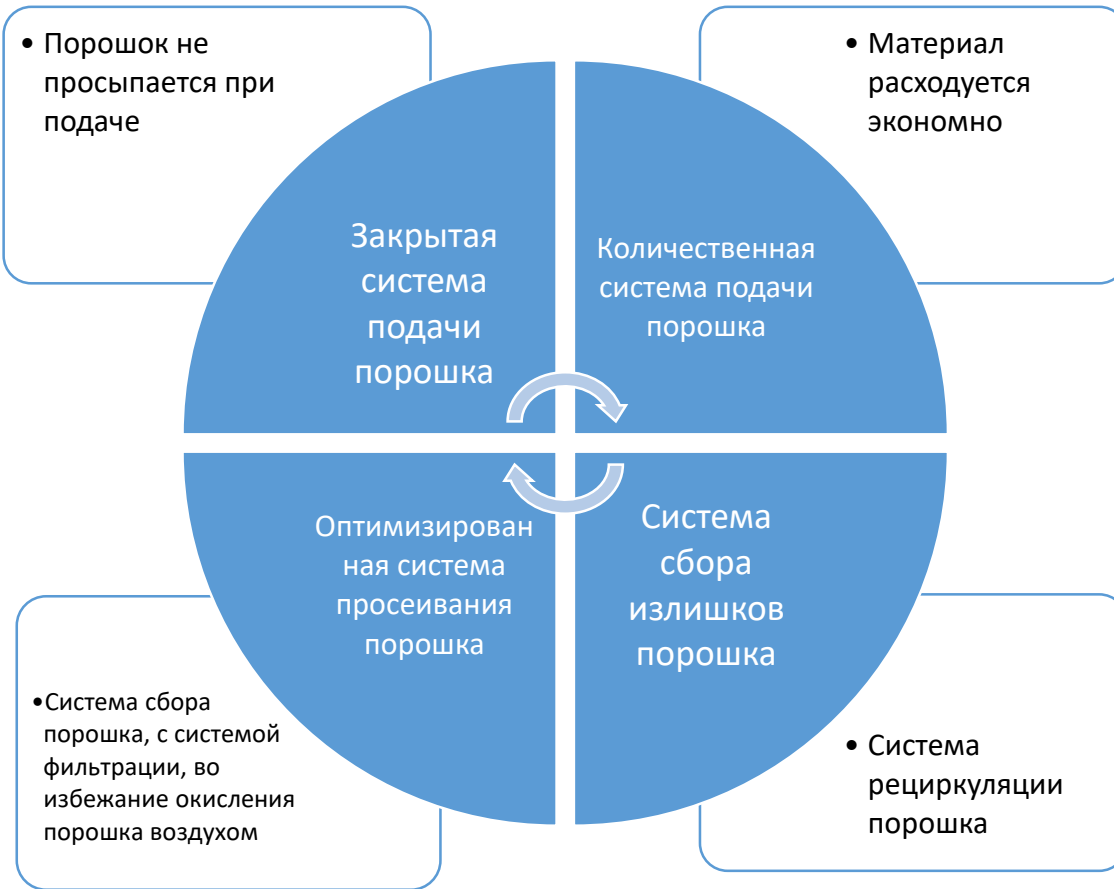 • Порошок не
просыпается при
подаче
• Материал
расходуется
экономно
Закрытая
система
подачи
порошка
Количественная
система подачи
порошка
Оптимизирован
ная система
просеивания
порошка
Система
сбора
излишков
порошка
•Система сбора
порошка, с системой
фильтрации, во
избежание окисления
порошка воздухом
• Система
рециркуляции
порошка